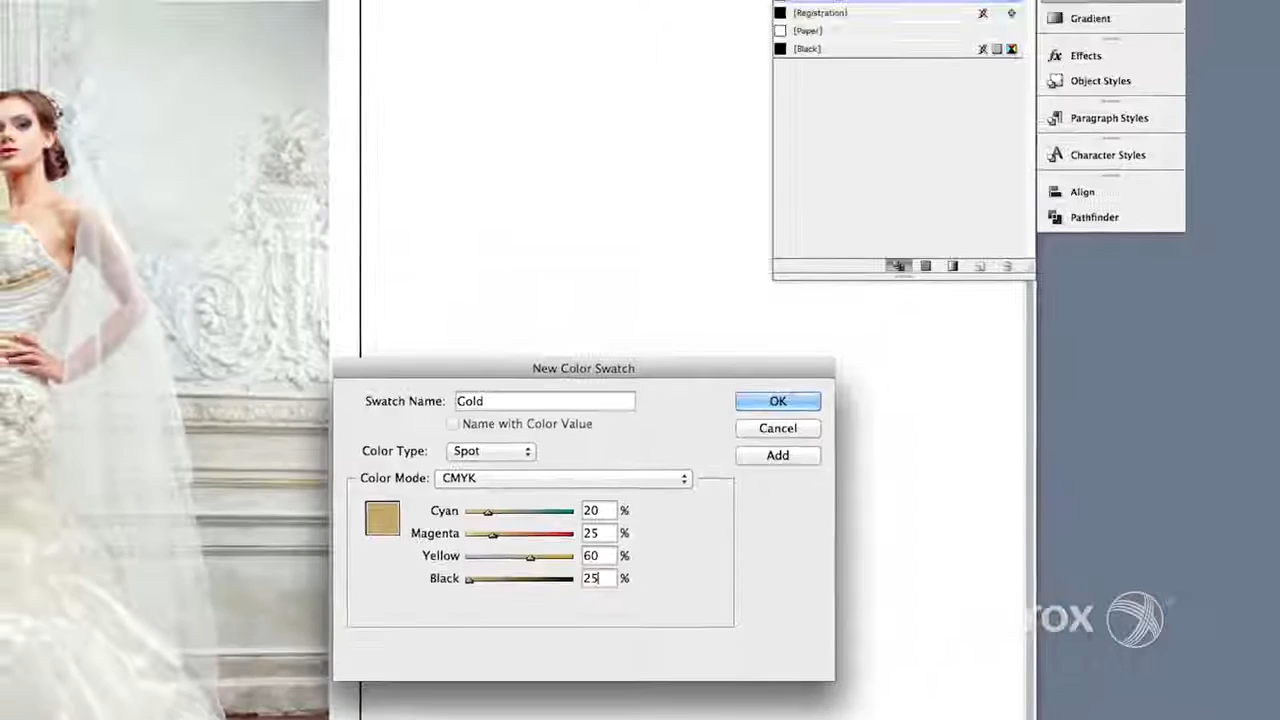 [Registration]
[Paper]
[Black]
Gradient
fx Effects
Object Styles
Paragraph Styles
Character Styles
Align
Pathfinder
New Color Swatch
Swatch Name: Gold
OK
Name with Color Value
Cancel
Color Type: Spot
Add
Color Mode: CMYK
Cyan 20 %
Magenta 25 %
Yellow 60 %
Black 25 %
rox